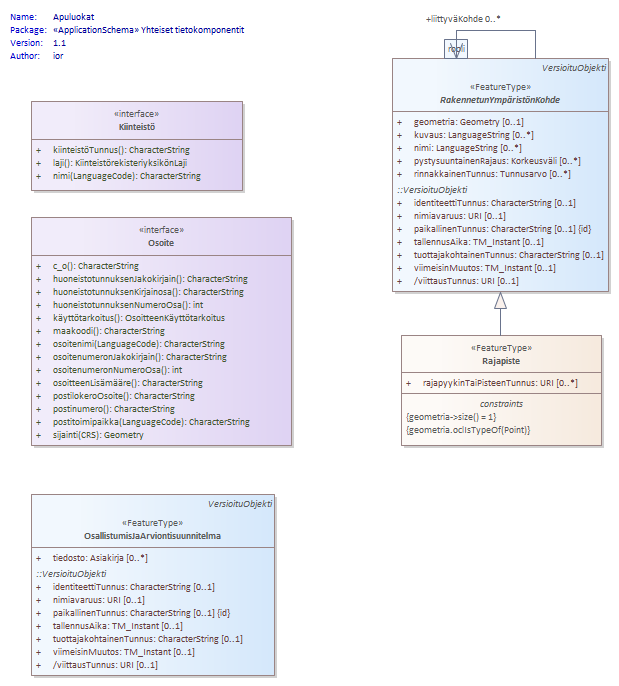 Name: Apuluokat
Package: «ApplicationSchema» Yhteiset tietokomponentit
Version: 1.1
Author: ior
«interface»
Kiinteistö
+ kiinteistöTunnus(): CharacterString
+ laji(): KiinteistörekisteriyksikönLaji
+ nimi(LanguageCode): CharacterString
«interface»
Osoite
+ c_o(): CharacterString
+ huoneistotunnuksenJakokirjain(): CharacterString
+ huoneistotunnuksenKirjainosa(): CharacterString
+ huoneistotunnuksenNumeroOsa(): int
+ käyttötarkoitus(): OsoitteenKäyttötarkoitus
+ maakoodi(): CharacterString
+ osoitenimi(LanguageCode): CharacterString
+ osoitenumeronJakokirjain(): CharacterString
+ osoitenumeronNumeroOsa(): int
+ osoitteenLisämääre(): CharacterString
+ postilokeroOsoite(): CharacterString
+ postinumero(): CharacterString
+ postitoimipaikka(LanguageCode): CharacterString
+ sijainti(CRS): Geometry
VersioituObjekti
«FeatureType»
OsallistumisJaArviontisuunnitelma
+ tiedosto: Asiakirja [0..*]
::VersioituObjekti
+ identiteettiTunnus: CharacterString [0..1]
+ nimiavaruus: URI [0..1]
+ paikallinenTunnus: CharacterString [0..1] {id}
+ tallennusAika: TM_Instant [0..1]
+ tuottajakohtainenTunnus: CharacterString [0..1]
+ viimeisinMuutos: TM_Instant [0..1]
+ /viittausTunnus: URI [0..1]
+liittyväKohde 0..*
rooli
VersioituObjekti
«FeatureType»
RakennetunYmpäristönKohde
+ geometria: Geometry [0..1]
+ kuvaus: LanguageString [0..*]
+ nimi: LanguageString [0..*]
+ pystysuuntainenRajaus: Korkeusväli [0..*]
+ rinnakkainenTunnus: Tunnusarvo [0..*]
::VersioituObjekti
+ identiteettiTunnus: CharacterString [0..1]
+ nimiavaruus: URI [0..1]
+ paikallinenTunnus: CharacterString [0..1] {id}
+ tallennusAika: TM_Instant [0..1]
+ tuottajakohtainenTunnus: CharacterString [0..1]
+ viimeisinMuutos: TM_Instant [0..1]
+ /viittausTunnus: URI [0..1]
«FeatureType»
Rajapiste
+ rajapyykinTaiPisteenTunnus: URI [0..*]
constraints
{geometria->size() = 1}
{geometria.oclIsTypeOf(Point)}